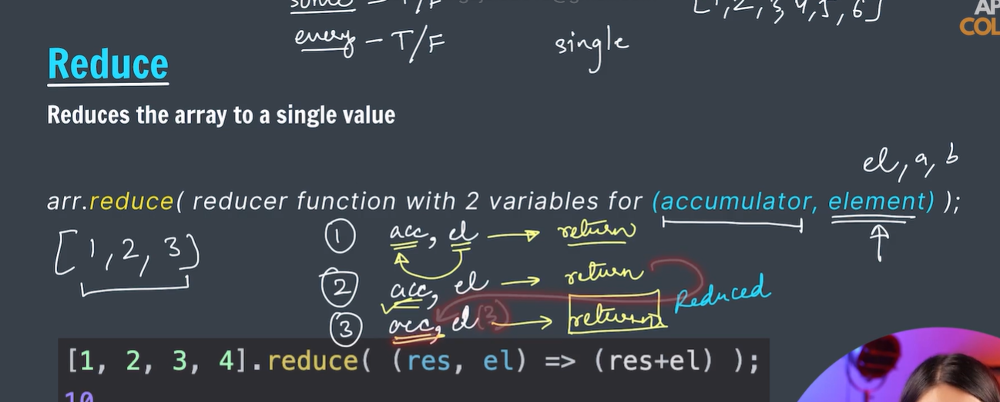 some - T/F
[1,2,3,4,5,6]
AP
COL
every - T/F single
Reduce
Reduces the array to a single value
el, a, b
arr.reduce( reducer function with 2 variables for (accumulator, element) );
[1,2,3]
① acc, el → return
② acc, el → return
③ acc, el (3) → return Reduced
[1, 2, 3, 4].reduce( (res, el) => (res+el) );
10